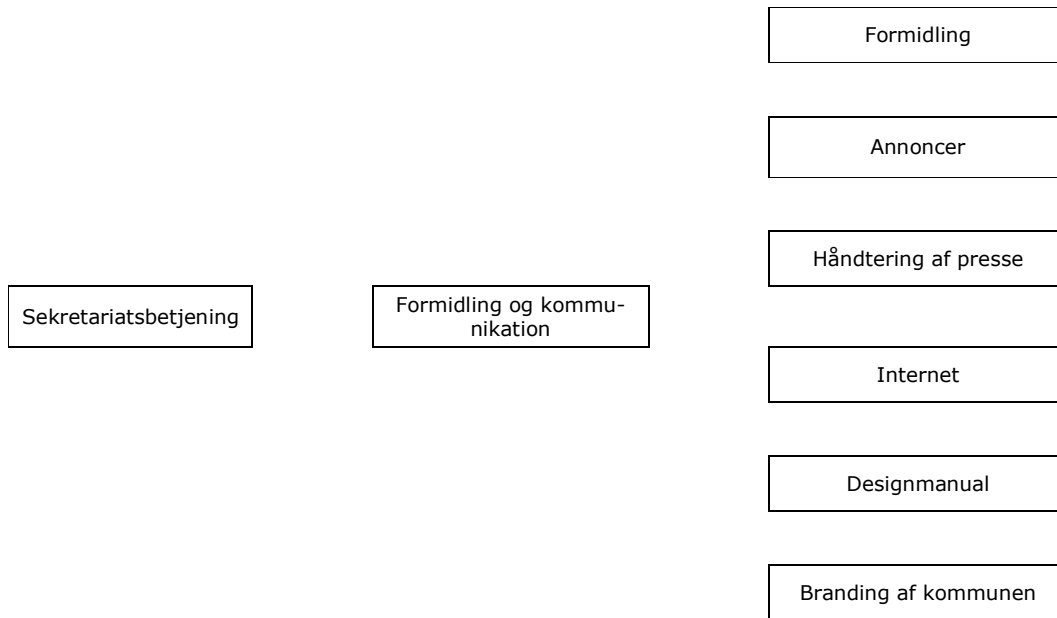 Formidling
Annoncer
Håndtering af presse
Sekretariatsbetjening
Formidling og kommu-
nikation
Internet
Designmanual
Branding af kommunen